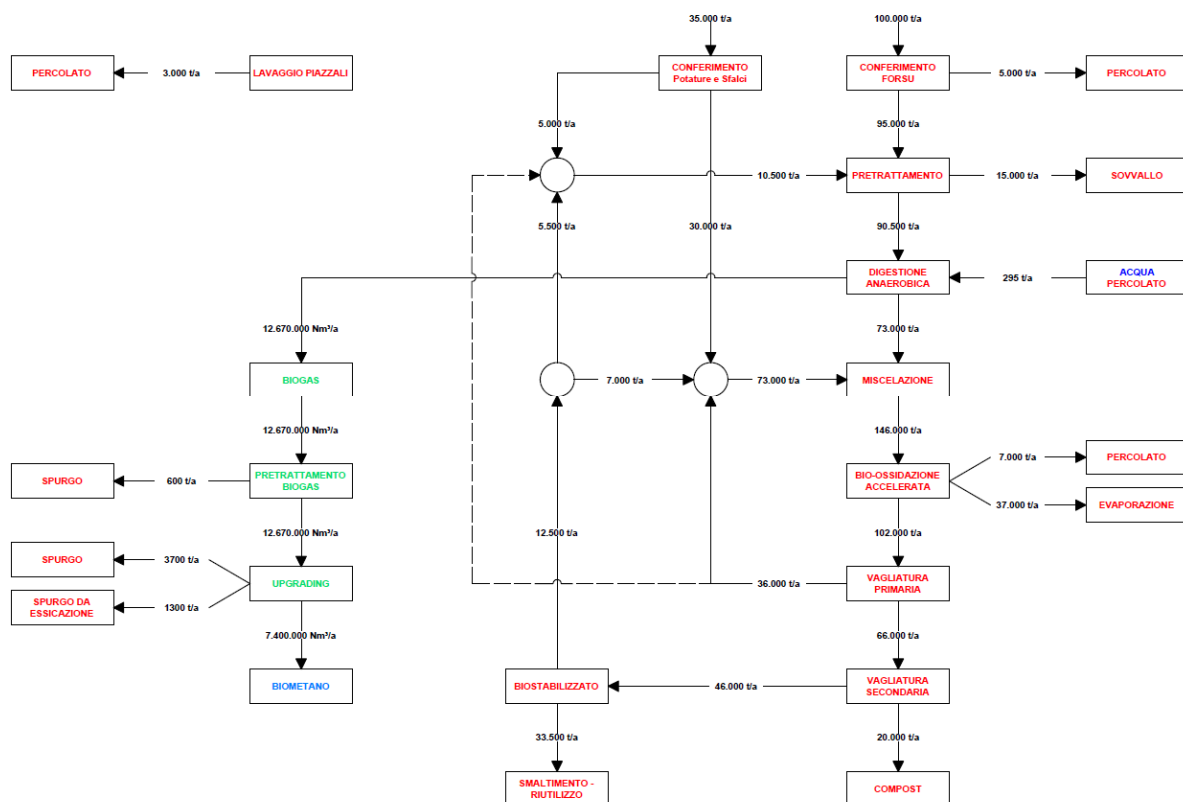 35.000 t/a
100.000 t/a
PERCOLATO
3.000 t/a
LAVAGGIO PIAZZALI
CONFERIMENTO
Potature e Sfalci
CONFERIMENTO
FORSU
5.000 t/a
PERCOLATO
5.000 t/a
95.000 t/a
10.500 t/a
PRETRATTAMENTO
15.000 t/a
SOVVALLO
5.500 t/a
30.000 t/a
90.500 t/a
DIGESTIONE
ANAEROBICA
295 t/a
ACQUA
PERCOLATO
12.670.000 Nm³/a
73.000 t/a
BIOGAS
7.000 t/a
73.000 t/a
MISCELAZIONE
12.670.000 Nm³/a
146.000 t/a
SPURGO
600 t/a
PRETRATTAMENTO
BIOGAS
BIO-OSSIDAZIONE
ACCELERATA
7.000 t/a
PERCOLATO
37.000 t/a
EVAPORAZIONE
12.670.000 Nm³/a
12.500 t/a
102.000 t/a
SPURGO
3700 t/a
UPGRADING
36.000 t/a
VAGLIATURA
PRIMARIA
SPURGO DA
ESSICAZIONE
1300 t/a
7.400.000 Nm³/a
66.000 t/a
BIOMETANO
BIOSTABILIZZATO
46.000 t/a
VAGLIATURA
SECONDARIA
33.500 t/a
20.000 t/a
SMALTIMENTO -
RIUTILIZZO
COMPOST